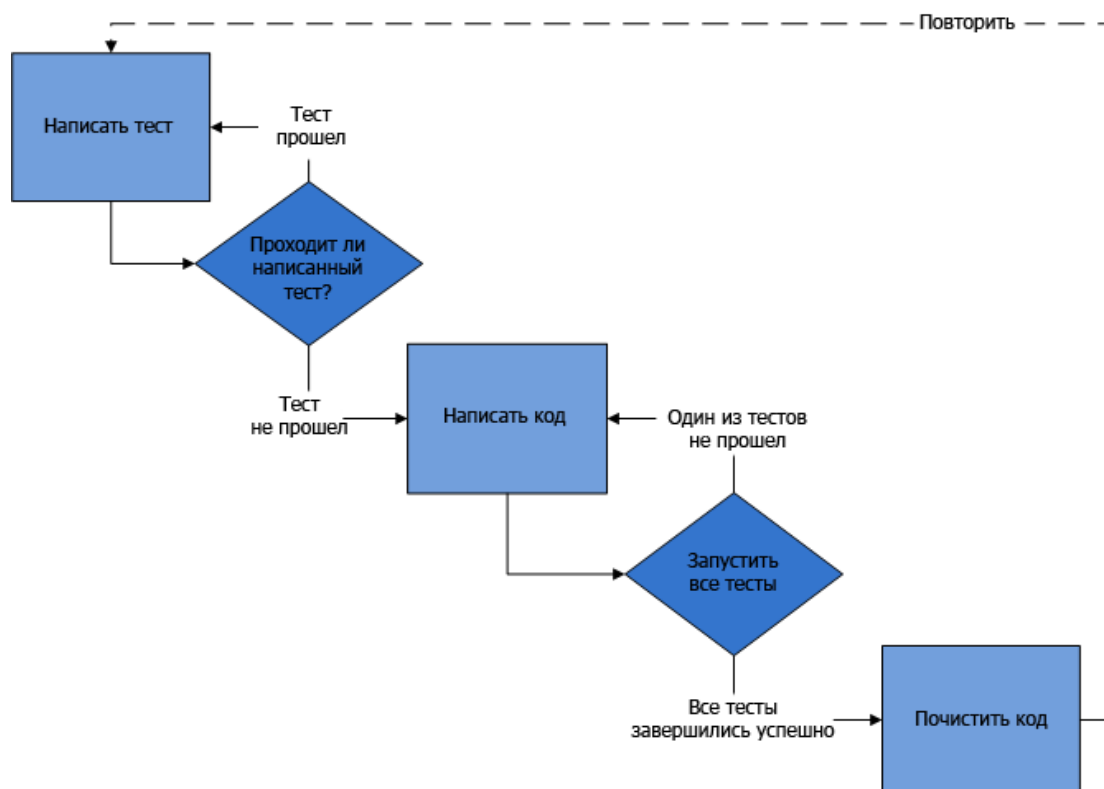 Повторить
Написать тест
Тест
прошел
Проходит ли
написанный
тест?
Тест
не прошел
Написать код
Один из тестов
не прошел
Запустить
все тесты
Все тесты
завершились успешно
Почистить код